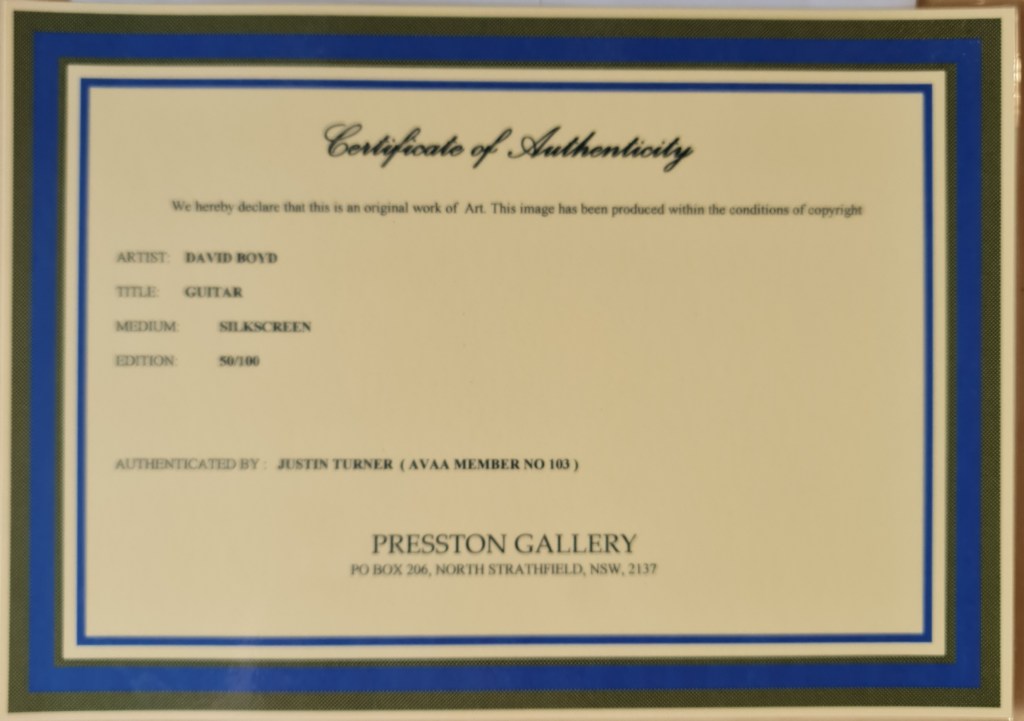 Certificate of Authenticity
We hereby declare that this is an original work of Art. This image has been produced within the conditions of copyright
ARTIST: DAVID BOYD
TITLE: GUITAR
MEDIUM: SILKSCREEN
EDITION: 50/100
AUTHENTICATED BY : JUSTIN TURNER ( AVAA MEMBER NO 103 )
PRESSTON GALLERY
PO BOX 206, NORTH STRATHFIELD, NSW, 2137